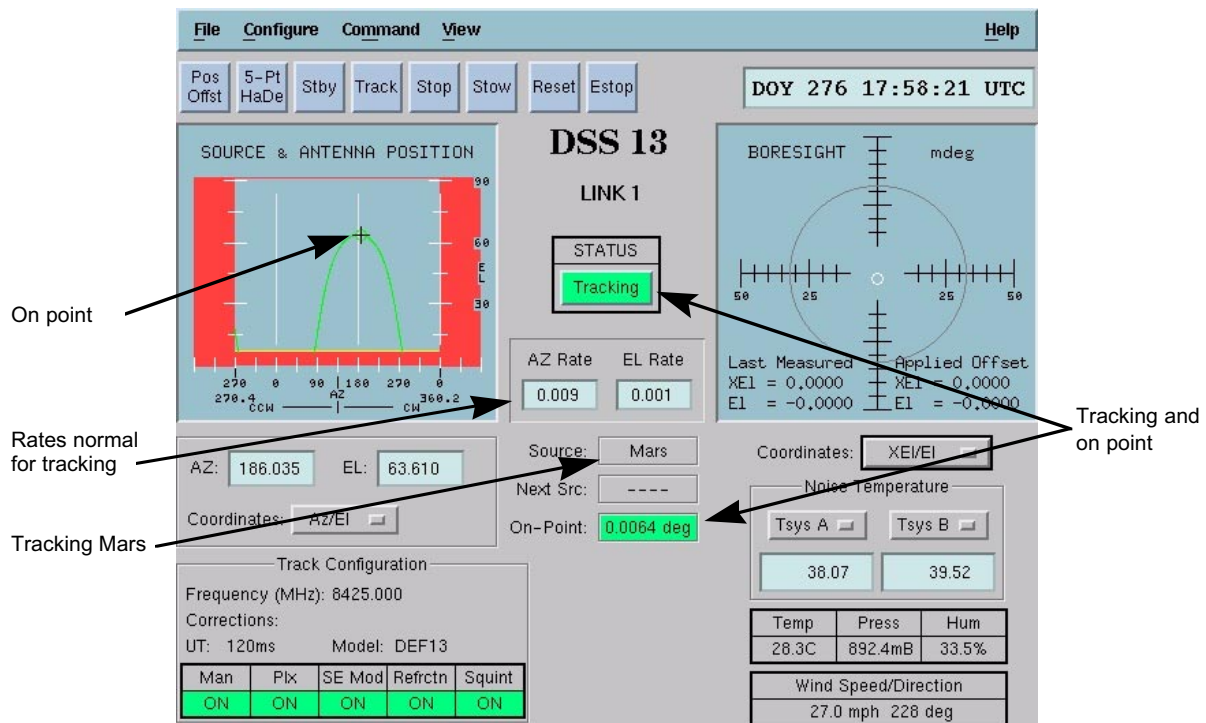 File Configure Command View Help
Pos Offst
5-Pt HaDe
Stby Track Stop Stow Reset Estop
DOY 276 17:58:21 UTC
SOURCE & ANTENNA POSITION
90
60
EL
30
270 0 90 180 270 0
270.4 AZ 360.2
CCW CW
DSS 13
LINK 1
STATUS
Tracking
AZ Rate EL Rate
0.009 0.001
BORESIGHT mdeg
50 25 25 50
Last Measured Applied Offset
XEl = 0.0000 XEl = 0.0000
El = -0.0000 El = -0.0000
On point
Rates normal
for tracking
Tracking Mars
Tracking and
on point
AZ: 186.035 EL: 63.610
Coordinates: Az/El
Source: Mars
Next Src: ----
On-Point: 0.0064 deg
Coordinates: XEl/El
Noise Temperature
Tsys A Tsys B
38.07 39.52
Track Configuration
Frequency (MHz): 8425.000
Corrections:
UT: 120ms Model: DEF13
Man Plx SE Mod Refrctn Squint
ON ON ON ON ON
Temp Press Hum
28.3C 892.4mB 33.5%
Wind Speed/Direction
27.0 mph 228 deg